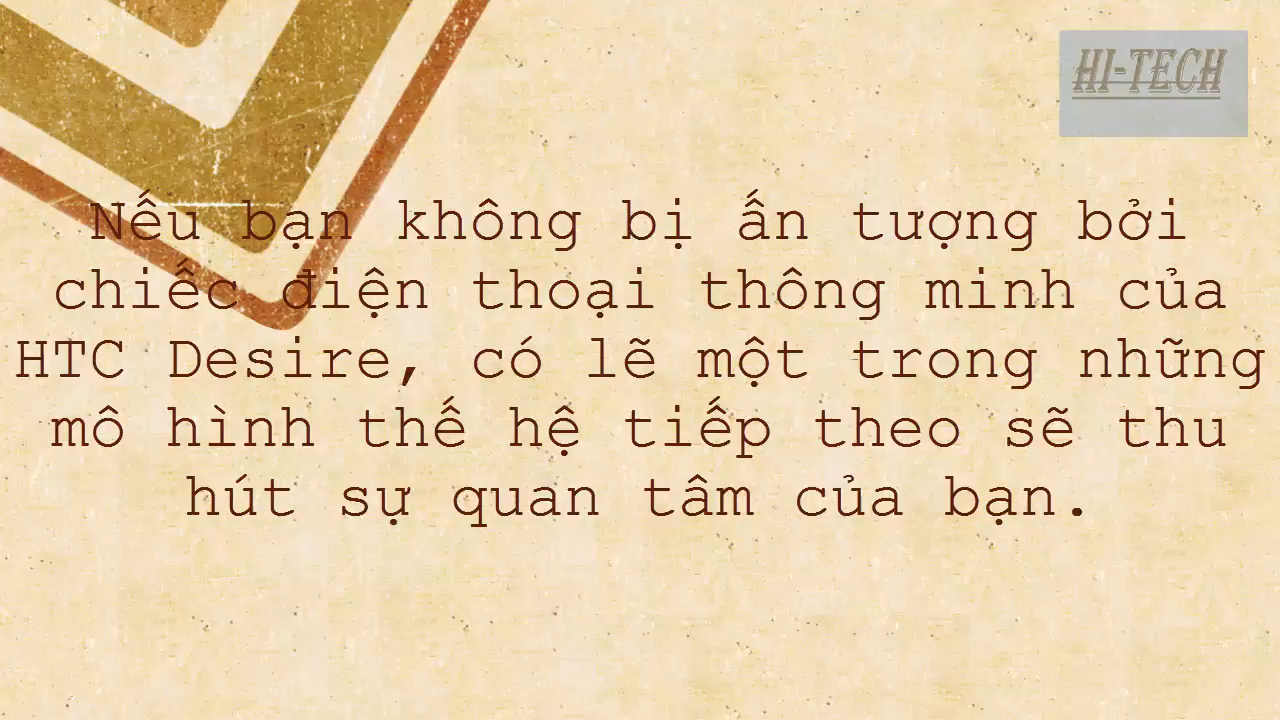 HI-TECH
Nếu bạn không bị ấn tượng bởi
chiếc điện thoại thông minh của
HTC Desire, có lẽ một trong những
mô hình thế hệ tiếp theo sẽ thu
hút sự quan tâm của bạn.